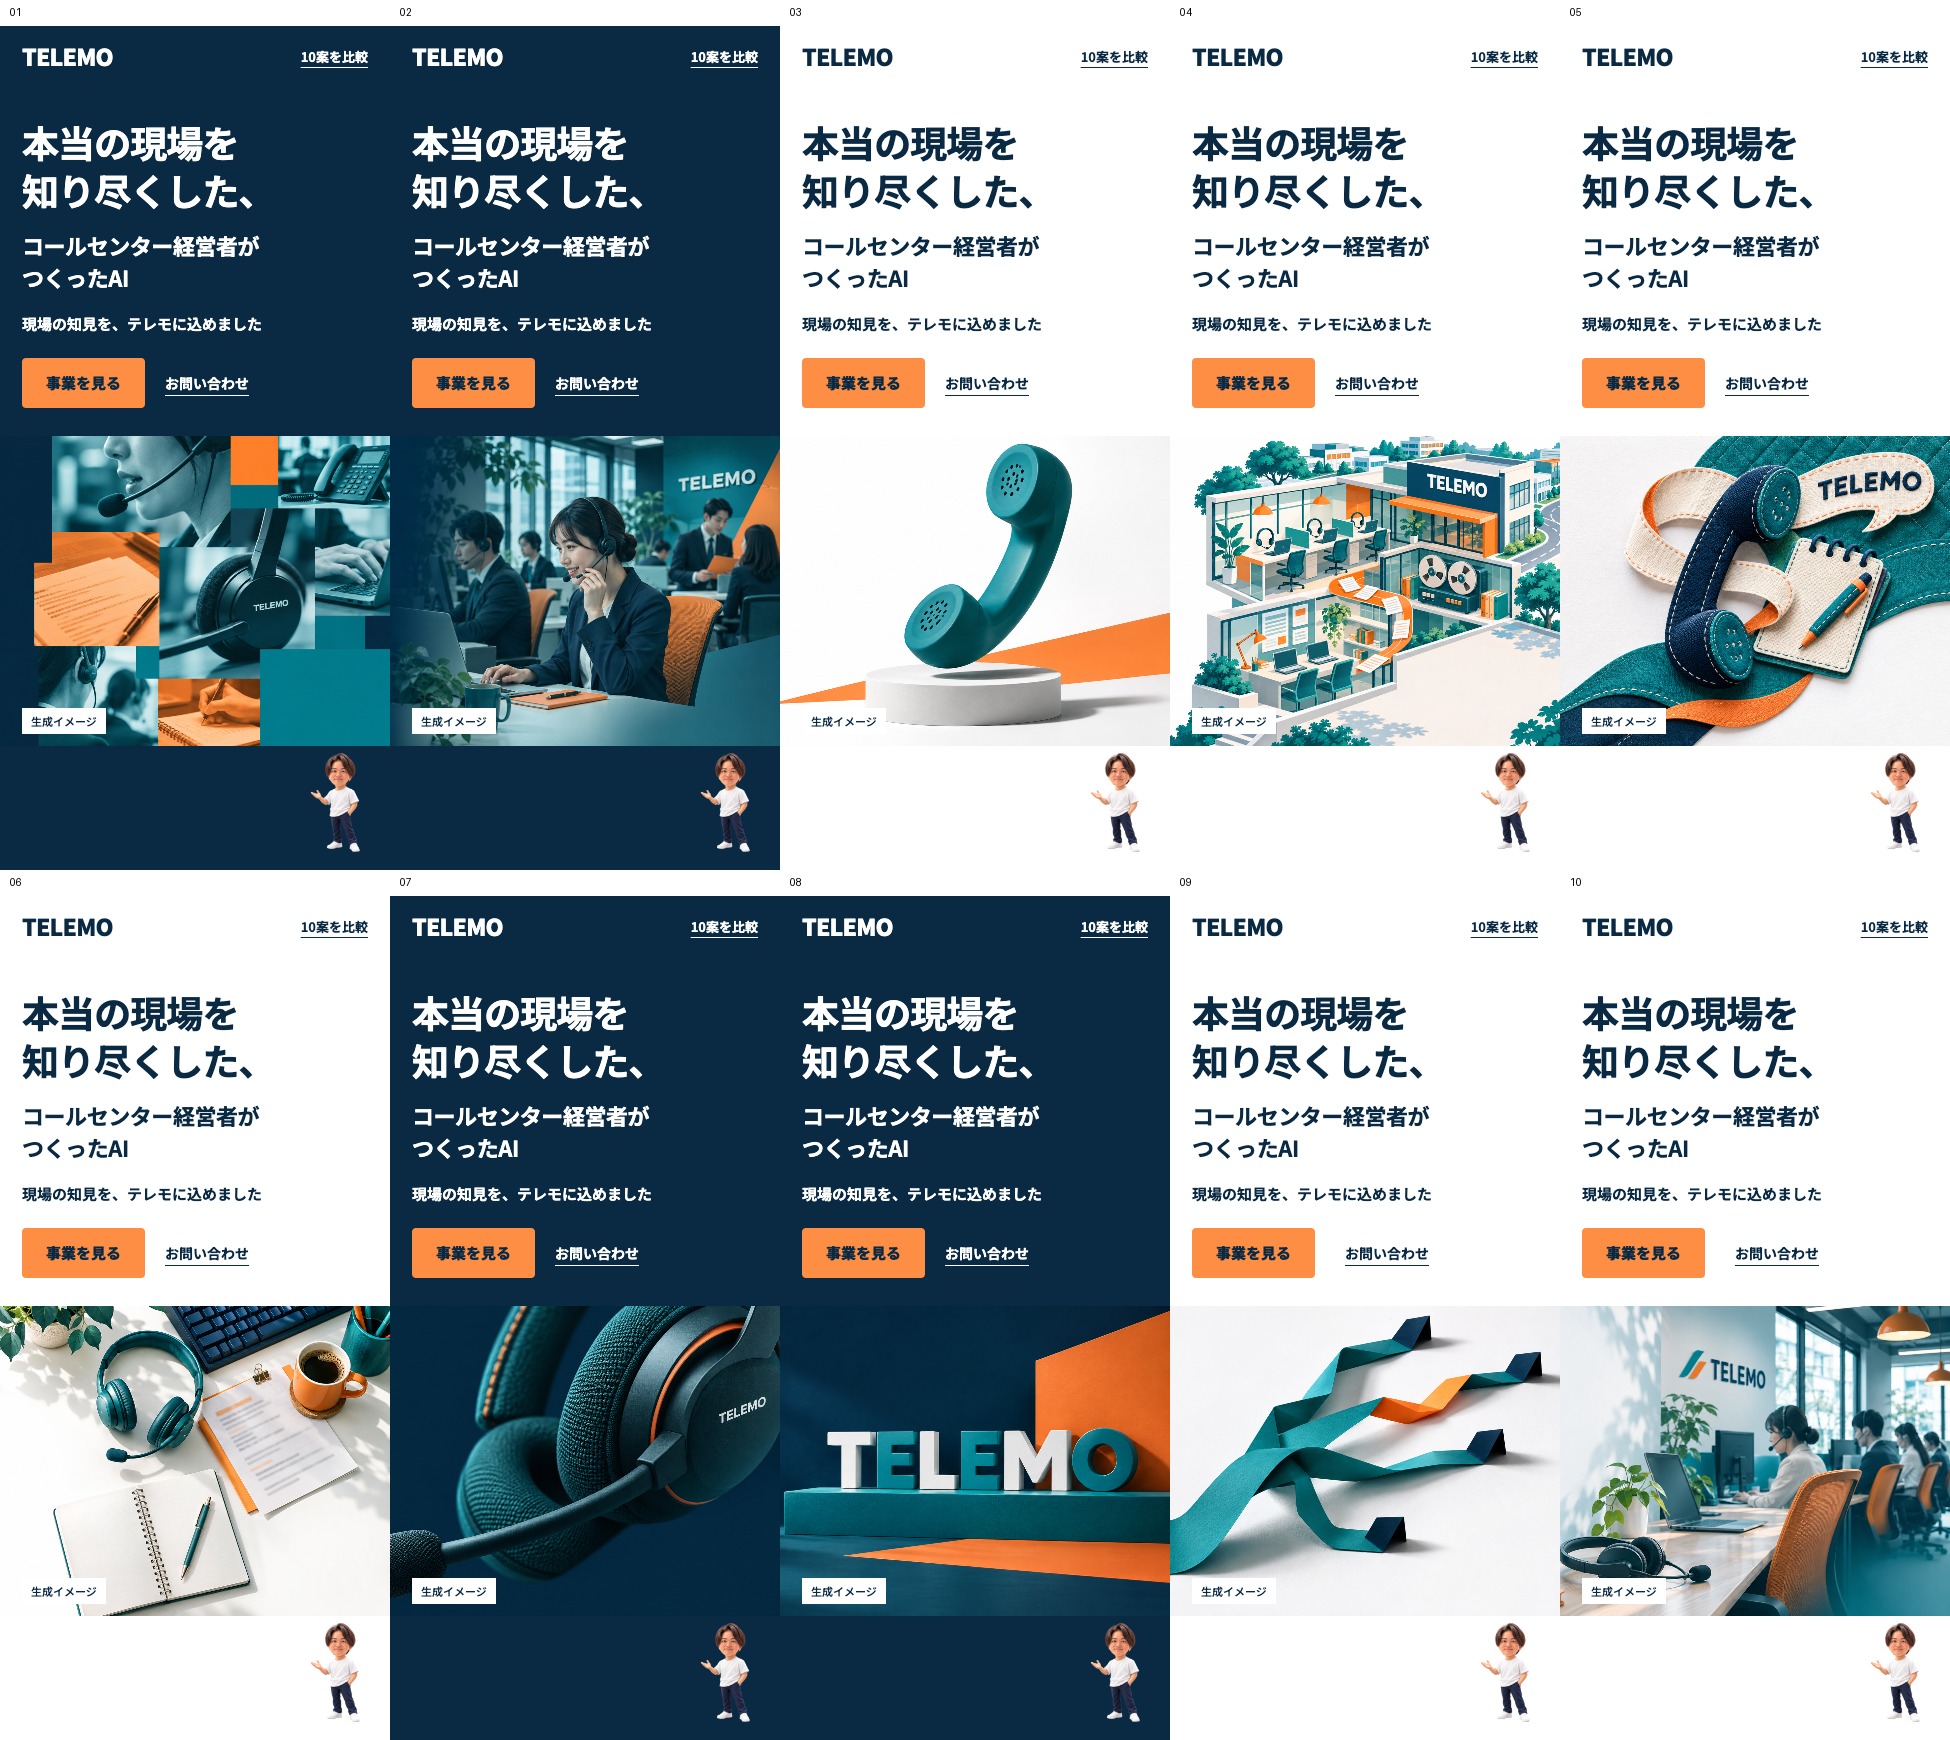 01
TELEMO
10案を比較
本当の現場を
知り尽くした、
コールセンター経営者が
つくったAI
現場の知見を、テレモに込めました
事業を見る
お問い合わせ
TELEMO
生成イメージ
02
TELEMO
10案を比較
本当の現場を
知り尽くした、
コールセンター経営者が
つくったAI
現場の知見を、テレモに込めました
事業を見る
お問い合わせ
TELEMO
生成イメージ
03
TELEMO
10案を比較
本当の現場を
知り尽くした、
コールセンター経営者が
つくったAI
現場の知見を、テレモに込めました
事業を見る
お問い合わせ
生成イメージ
04
TELEMO
10案を比較
本当の現場を
知り尽くした、
コールセンター経営者が
つくったAI
現場の知見を、テレモに込めました
事業を見る
お問い合わせ
TELEMO
生成イメージ
05
TELEMO
10案を比較
本当の現場を
知り尽くした、
コールセンター経営者が
つくったAI
現場の知見を、テレモに込めました
事業を見る
お問い合わせ
TELEMO
生成イメージ
06
TELEMO
10案を比較
本当の現場を
知り尽くした、
コールセンター経営者が
つくったAI
現場の知見を、テレモに込めました
事業を見る
お問い合わせ
生成イメージ
07
TELEMO
10案を比較
本当の現場を
知り尽くした、
コールセンター経営者が
つくったAI
現場の知見を、テレモに込めました
事業を見る
お問い合わせ
TELEMO
生成イメージ
08
TELEMO
10案を比較
本当の現場を
知り尽くした、
コールセンター経営者が
つくったAI
現場の知見を、テレモに込めました
事業を見る
お問い合わせ
TELEMO
生成イメージ
09
TELEMO
10案を比較
本当の現場を
知り尽くした、
コールセンター経営者が
つくったAI
現場の知見を、テレモに込めました
事業を見る
お問い合わせ
生成イメージ
10
TELEMO
10案を比較
本当の現場を
知り尽くした、
コールセンター経営者が
つくったAI
現場の知見を、テレモに込めました
事業を見る
お問い合わせ
TELEMO
生成イメージ